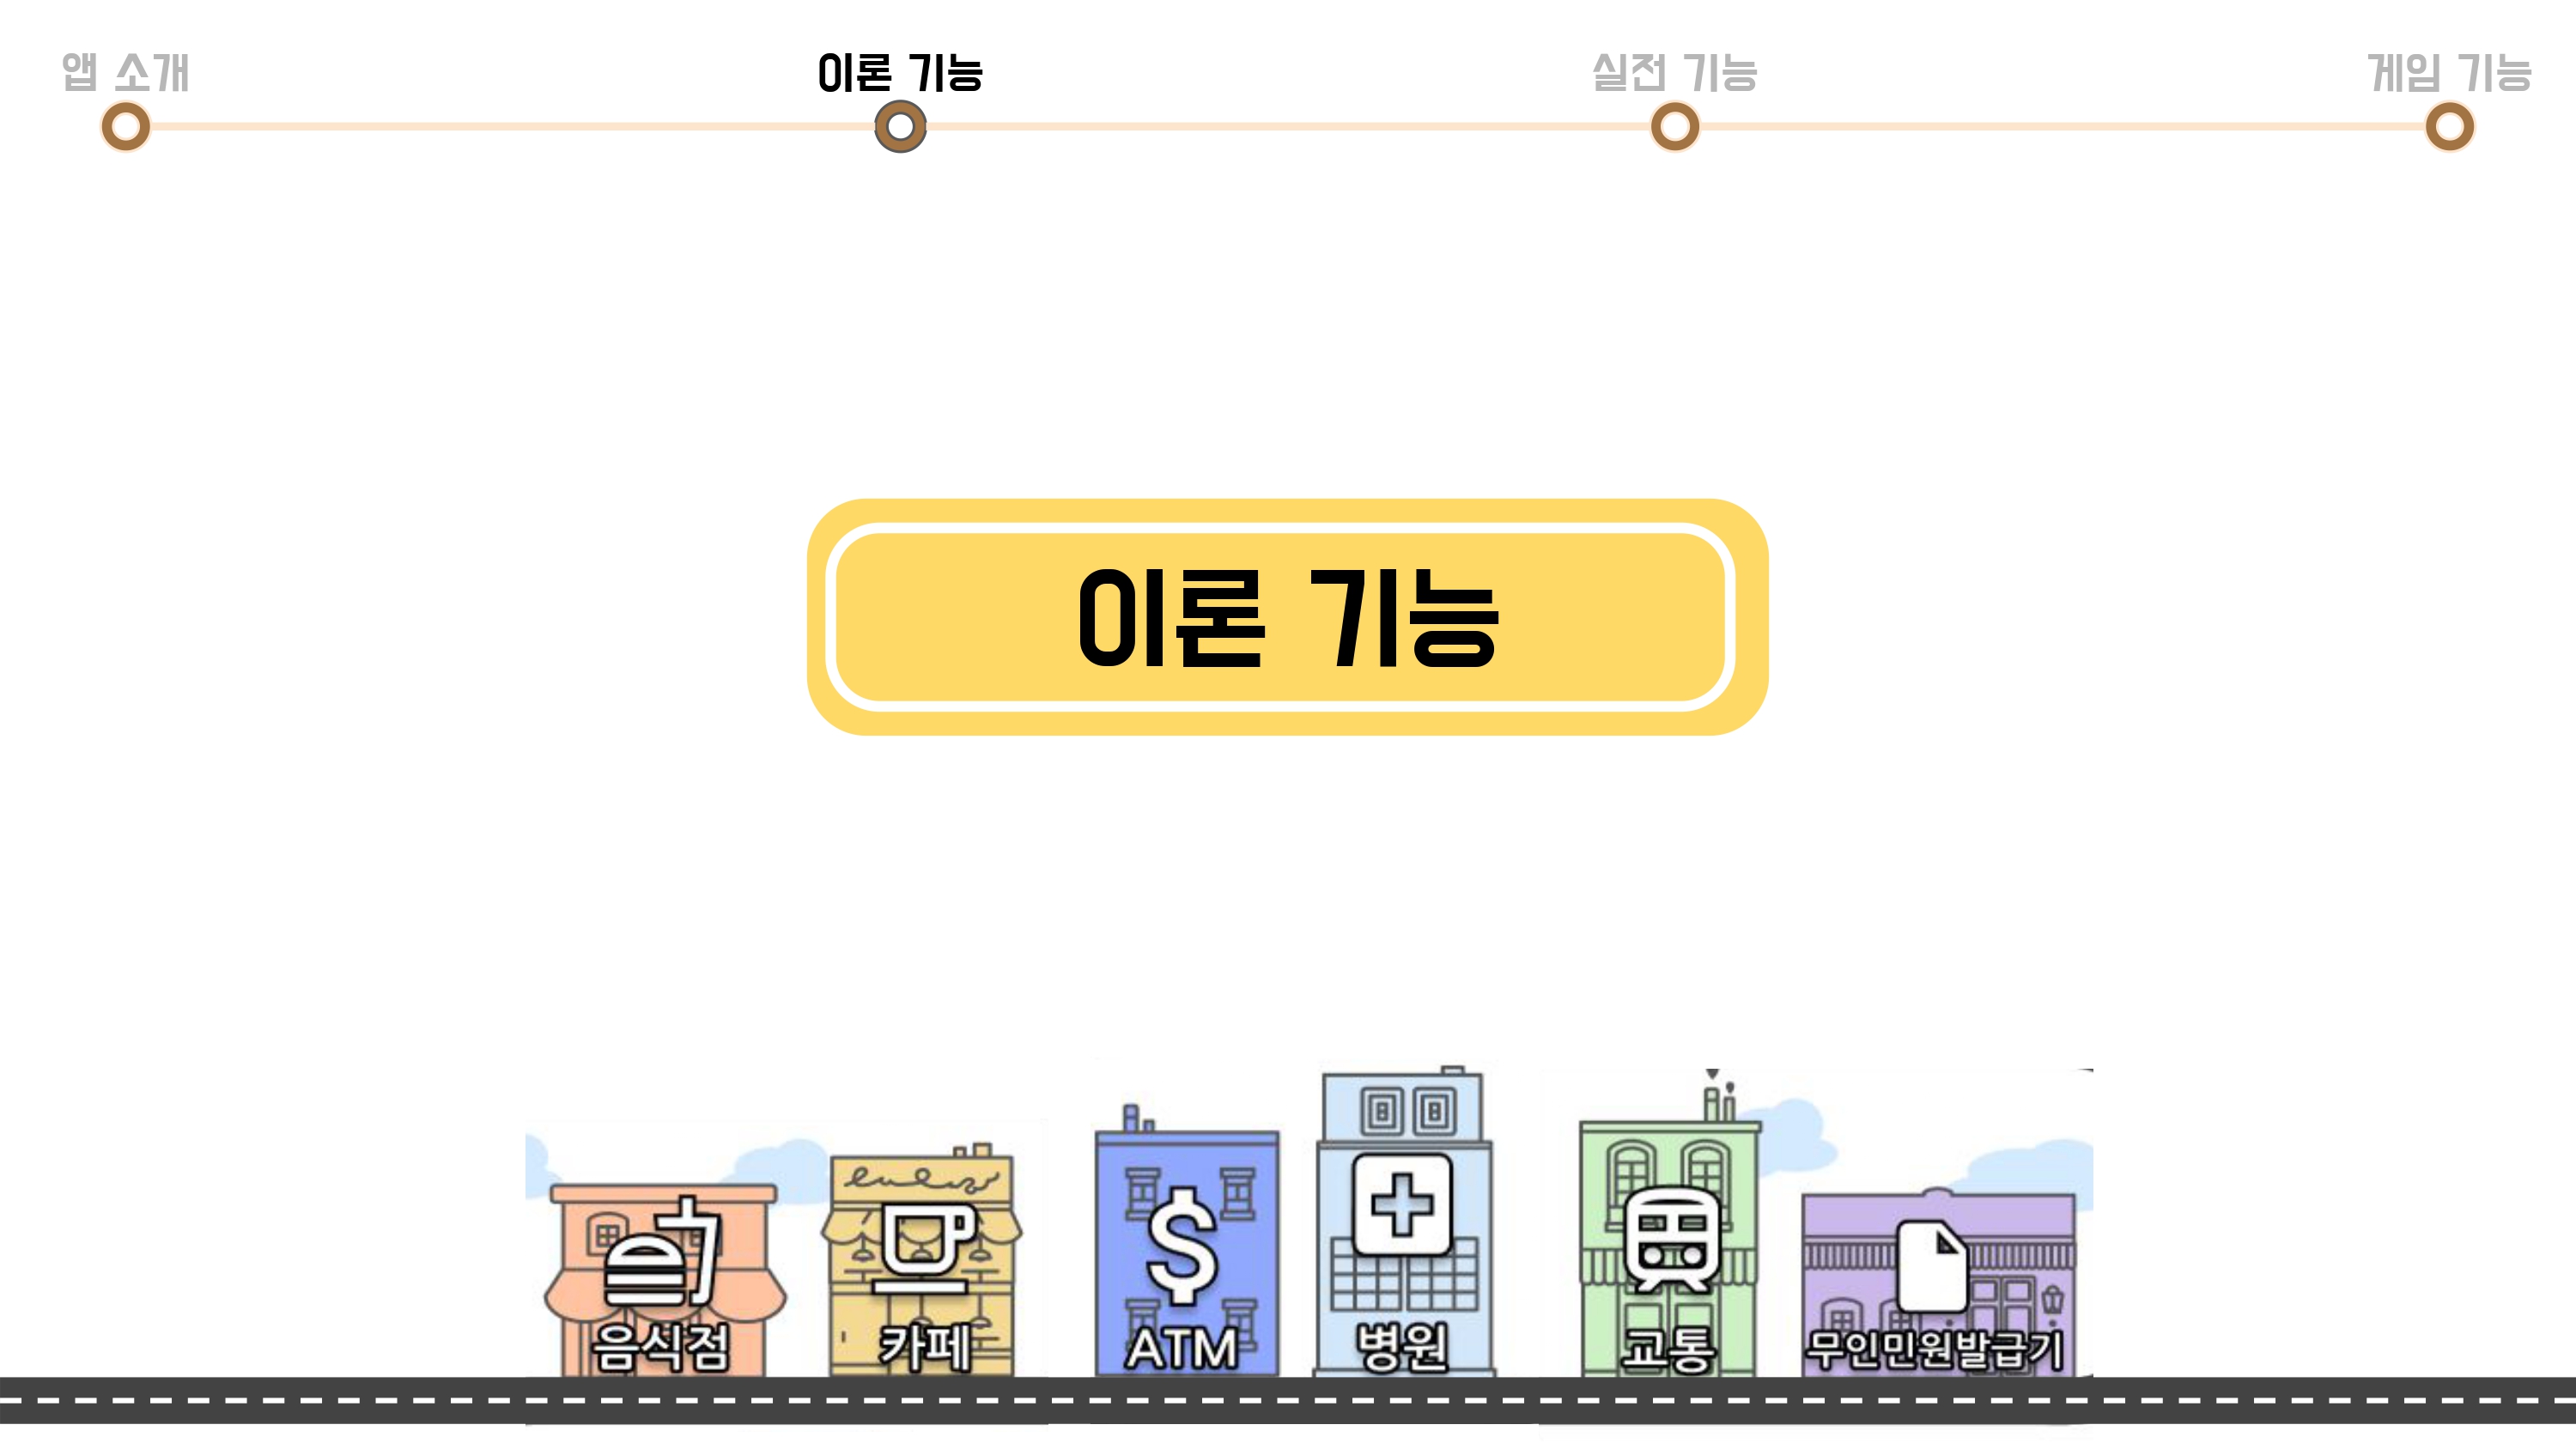 앱 소개
이론 기능
실전 기능
게임 기능
이론 기능
음식점
카페
ATM
병원
교통
무인민원발급기